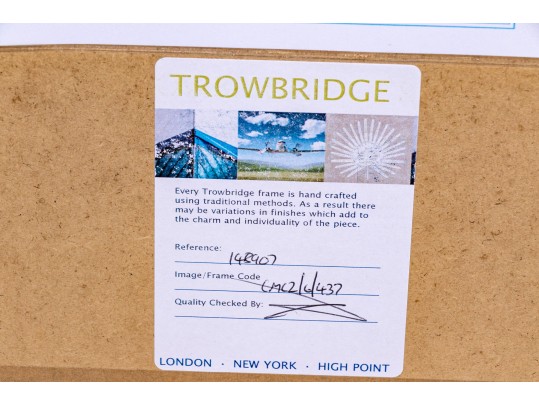 TROWBRIDGE
Every Trowbridge frame is hand crafted
using traditional methods. As a result there
may be variations in finishes which add to
the charm and individuality of the piece.
Reference: 148907
Image/Frame Code
Quality Checked By:
LONDON · NEW YORK · HIGH POINT